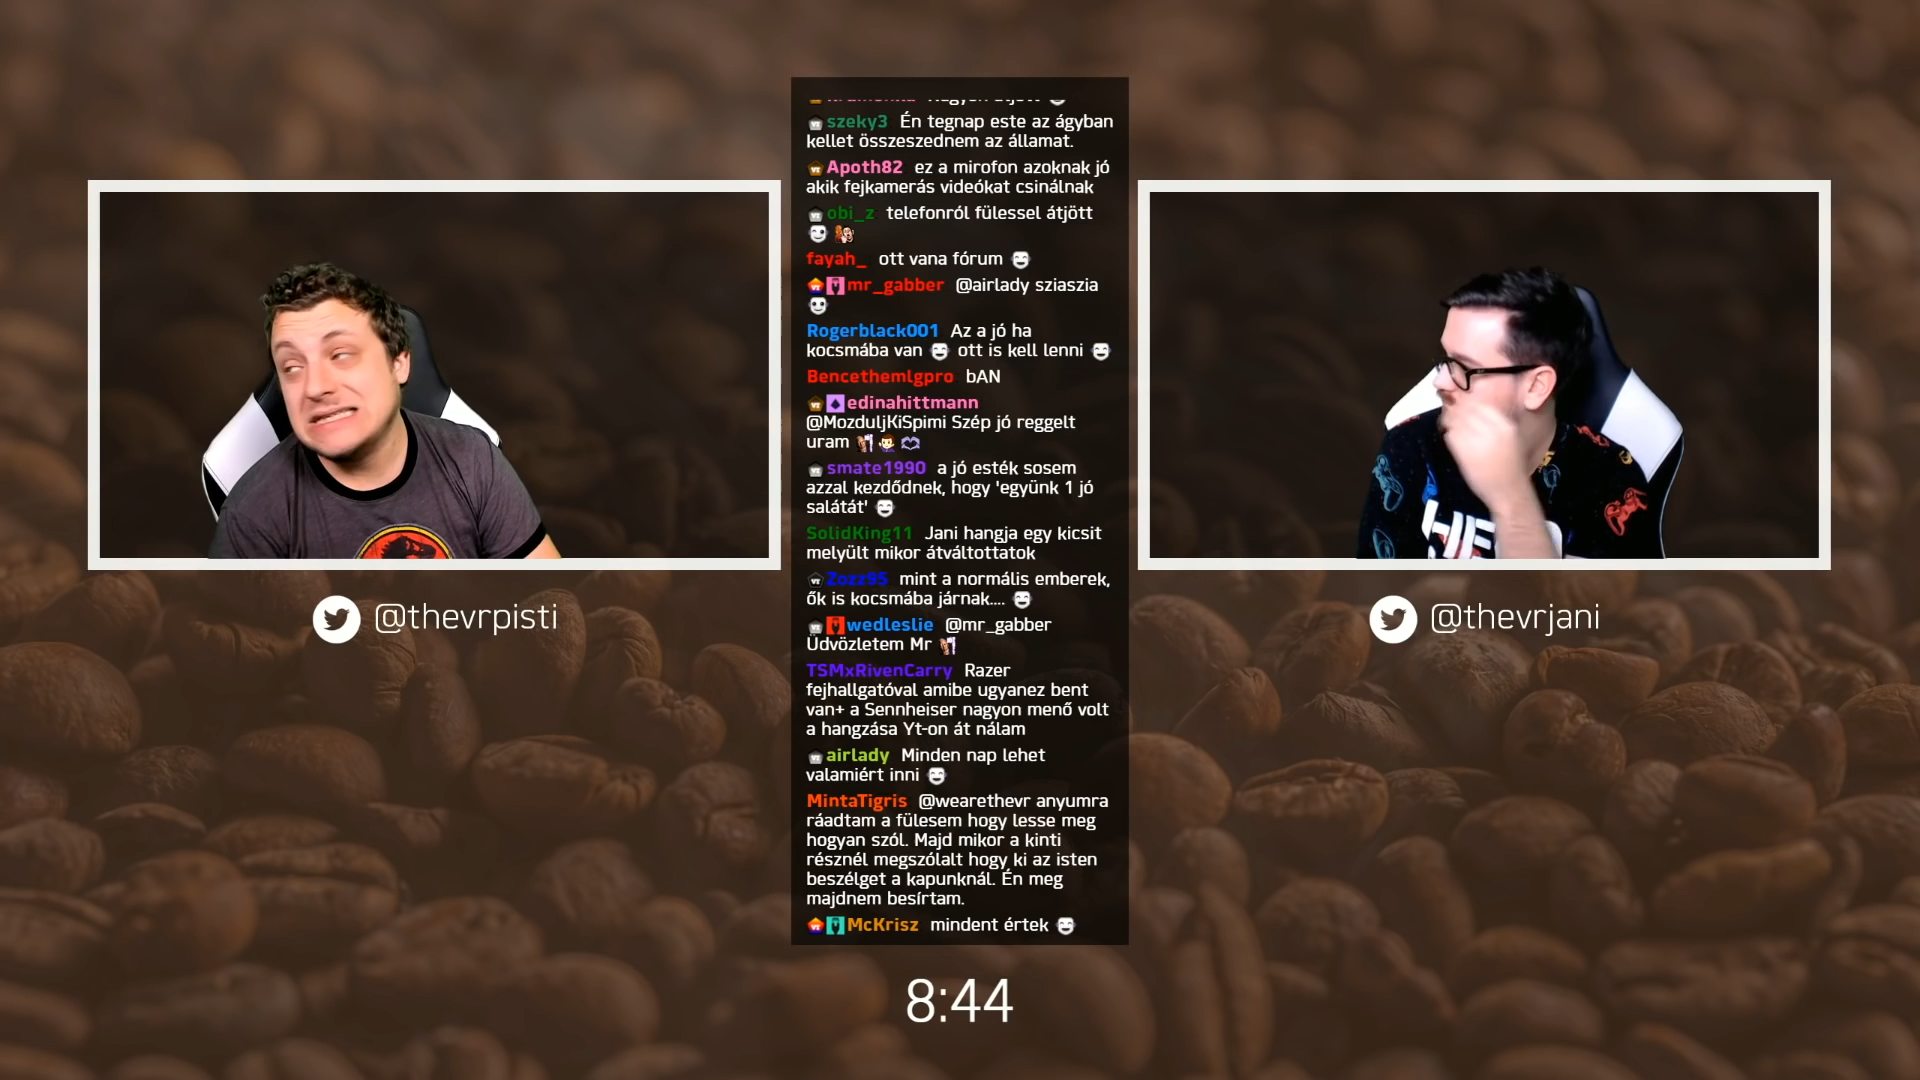 szeky3 Én tegnap este az ágyban
kellet összeszednem az államat.
Apoth82 ez a mirofon azoknak jó
akik fejkamerás videókat csinálnak
obi_z telefonról fülessel átjött
fayah_ ott vana fórum
mr_gabber @airlady sziaszia
Rogerblack001 Az a jó ha
kocsmába van ott is kell lenni
Bencethemlgpro bAN
edinahittmann
@MozduljKiSpimi Szép jó reggelt
uram
smate1990 a jó esték sosem
azzal kezdődnek, hogy 'együnk 1 jó
salátát'
SolidKing11 Jani hangja egy kicsit
melyült mikor átváltottatok
Zozz95 mint a normális emberek,
ők is kocsmába járnak....
wedleslie @mr_gabber
Üdvözletem Mr
TSMxRivenCarry Razer
fejhallgatóval amibe ugyanez bent
van+ a Sennheiser nagyon menő volt
a hangzása Yt-on át nálam
airlady Minden nap lehet
valamiért inni
MintaTigris @wearethevr anyumra
ráadtam a fülesem hogy lesse meg
hogyan szól. Majd mikor a kinti
résznél megszólalt hogy ki az isten
beszélget a kapunknál. Én meg
majdnem besírtam.
McKrisz mindent értek
@thevrpisti
@thevrjani
8:44